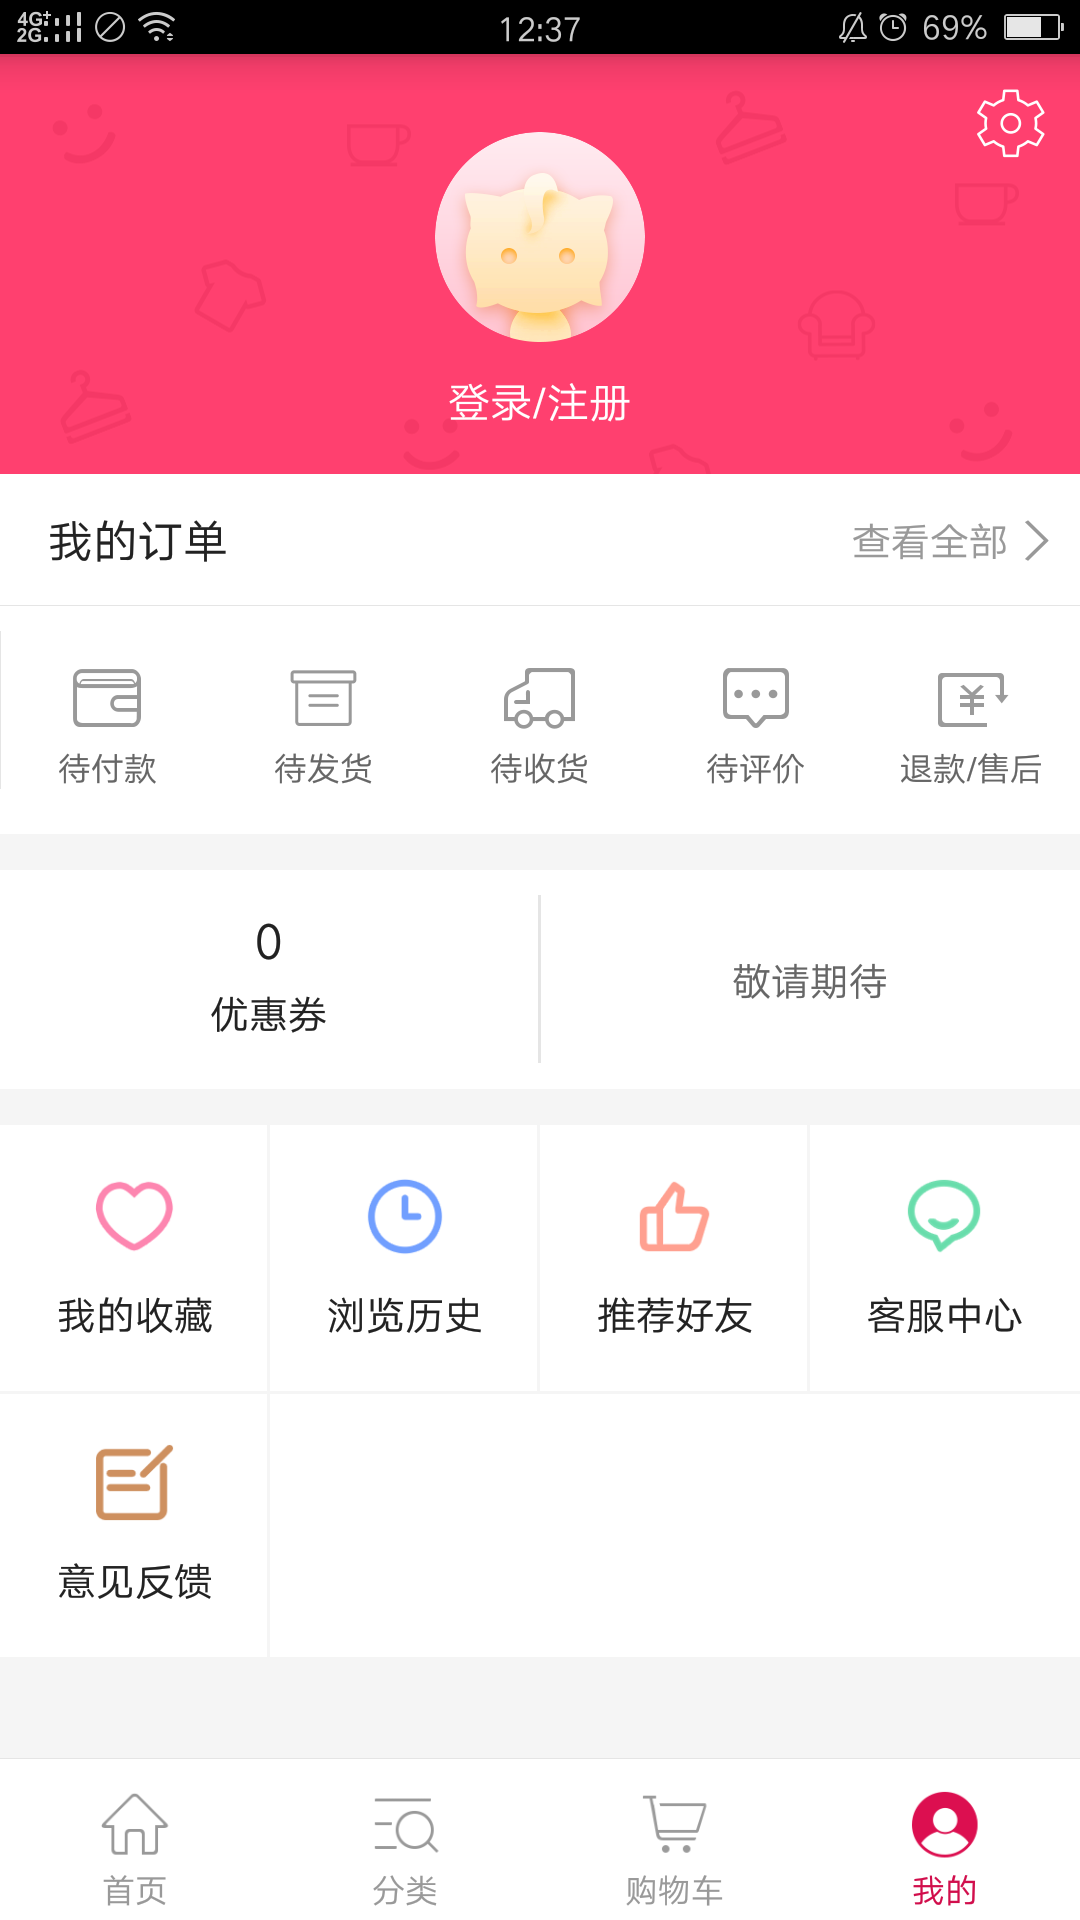 4G+
2G
12:37
69%
登录/注册
我的订单
查看全部
待付款
待发货
待收货
待评价
退款/售后
0
优惠券
敬请期待
我的收藏
浏览历史
推荐好友
客服中心
意见反馈
首页
分类
购物车
我的